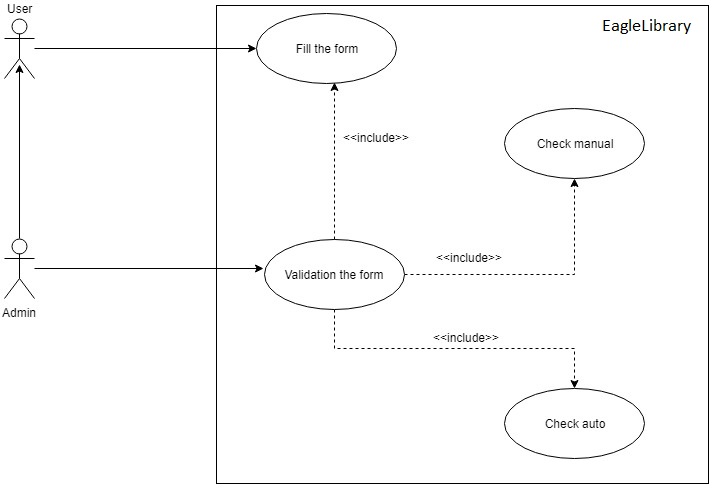 User
EagleLibrary
Fill the form
<<include>>
Check manual
<<include>>
Validation the form
Admin
<<include>>
Check auto